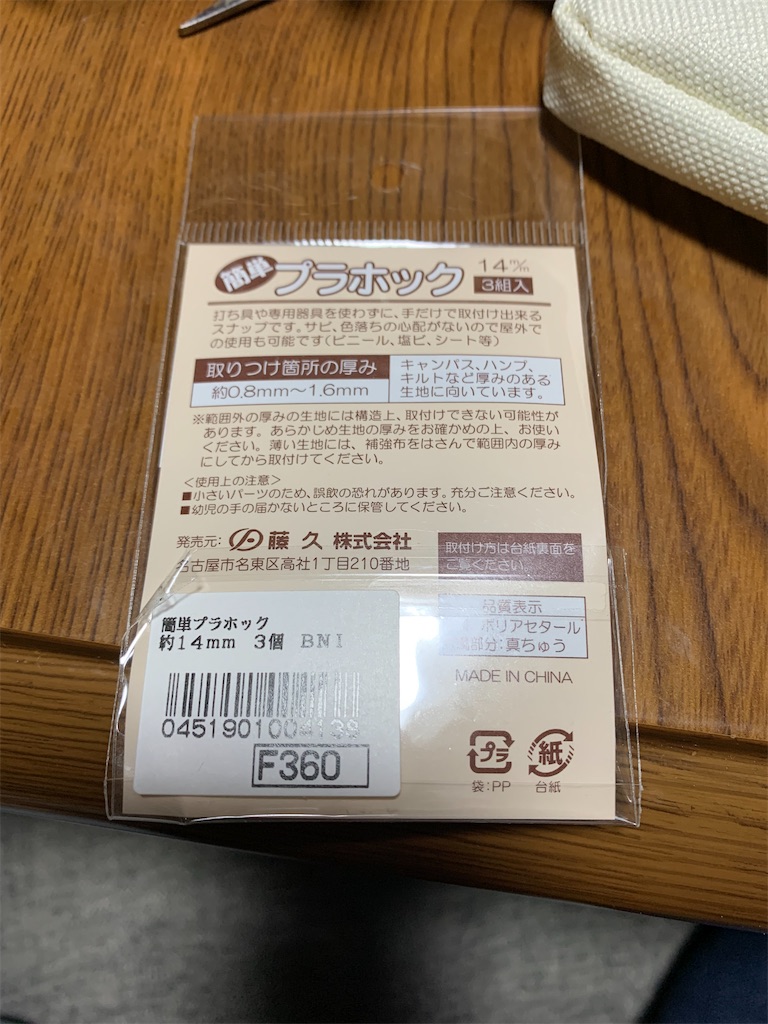 簡単 プラホック 14m/m
3組入
打ち具や専用器具を使わずに、手だけで取付け出来る
スナップです。サビ、色落ちの心配がないので屋外で
の使用も可能です(ビニール、塩ビ、シート等)
取りつけ箇所の厚み
約0.8mm〜1.6mm
キャンパス、ハンプ、
キルトなど厚みのある
生地に向いています。
※範囲外の厚みの生地には構造上、取付けできない可能性が
あります。あらかじめ生地の厚みをお確かめの上、お使い
ください。薄い生地には、補強布をはさんで範囲内の厚み
にしてから取付けてください。
<使用上の注意>
■小さいパーツのため、誤飲の恐れがあります。充分ご注意ください。
■幼児の手の届かないところに保管してください。
発売元: 藤久 株式会社
名古屋市名東区高社1丁目210番地
取付け方は台紙裏面を
ご覧ください。
品質表示
ポリアセタール
部分:真ちゅう
MADE IN CHINA
簡単プラホック
約14mm 3個 BNI
F360
プラ
袋:PP
紙
台紙